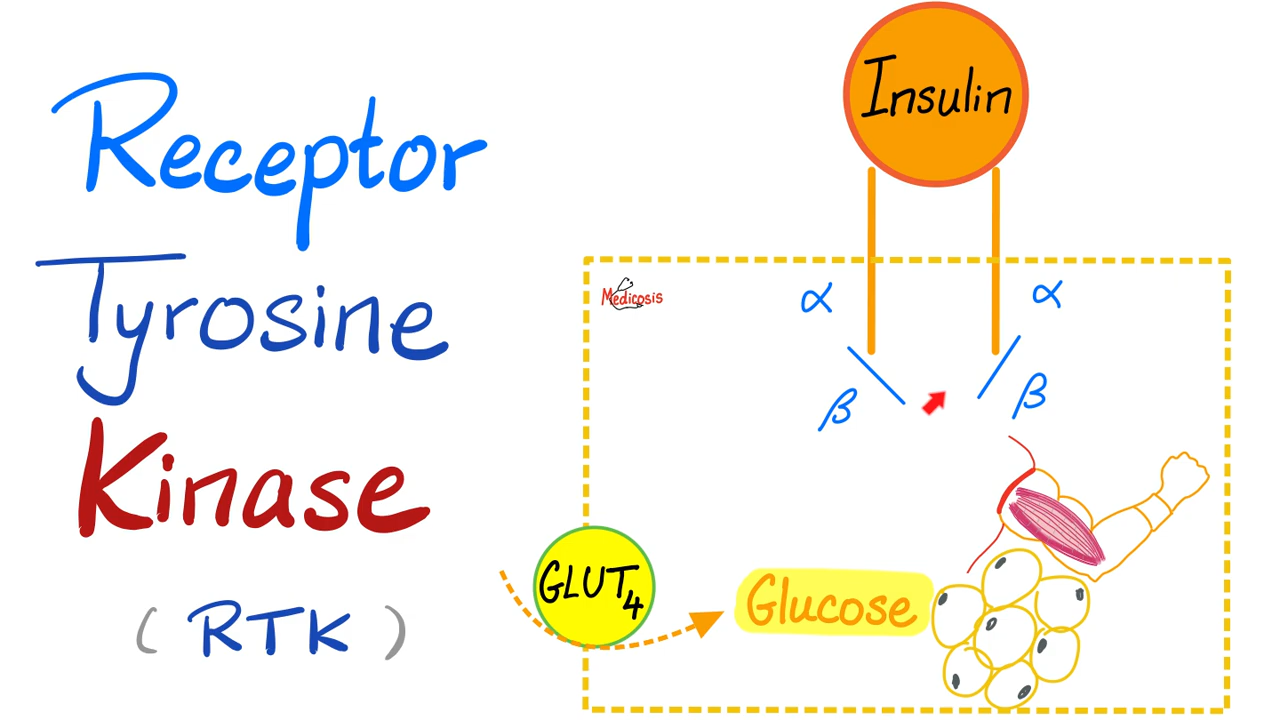 Receptor
Tyrosine
Kinase
(RTK)
Insulin
Medicosis
α
α
β
β
GLUT4
Glucose